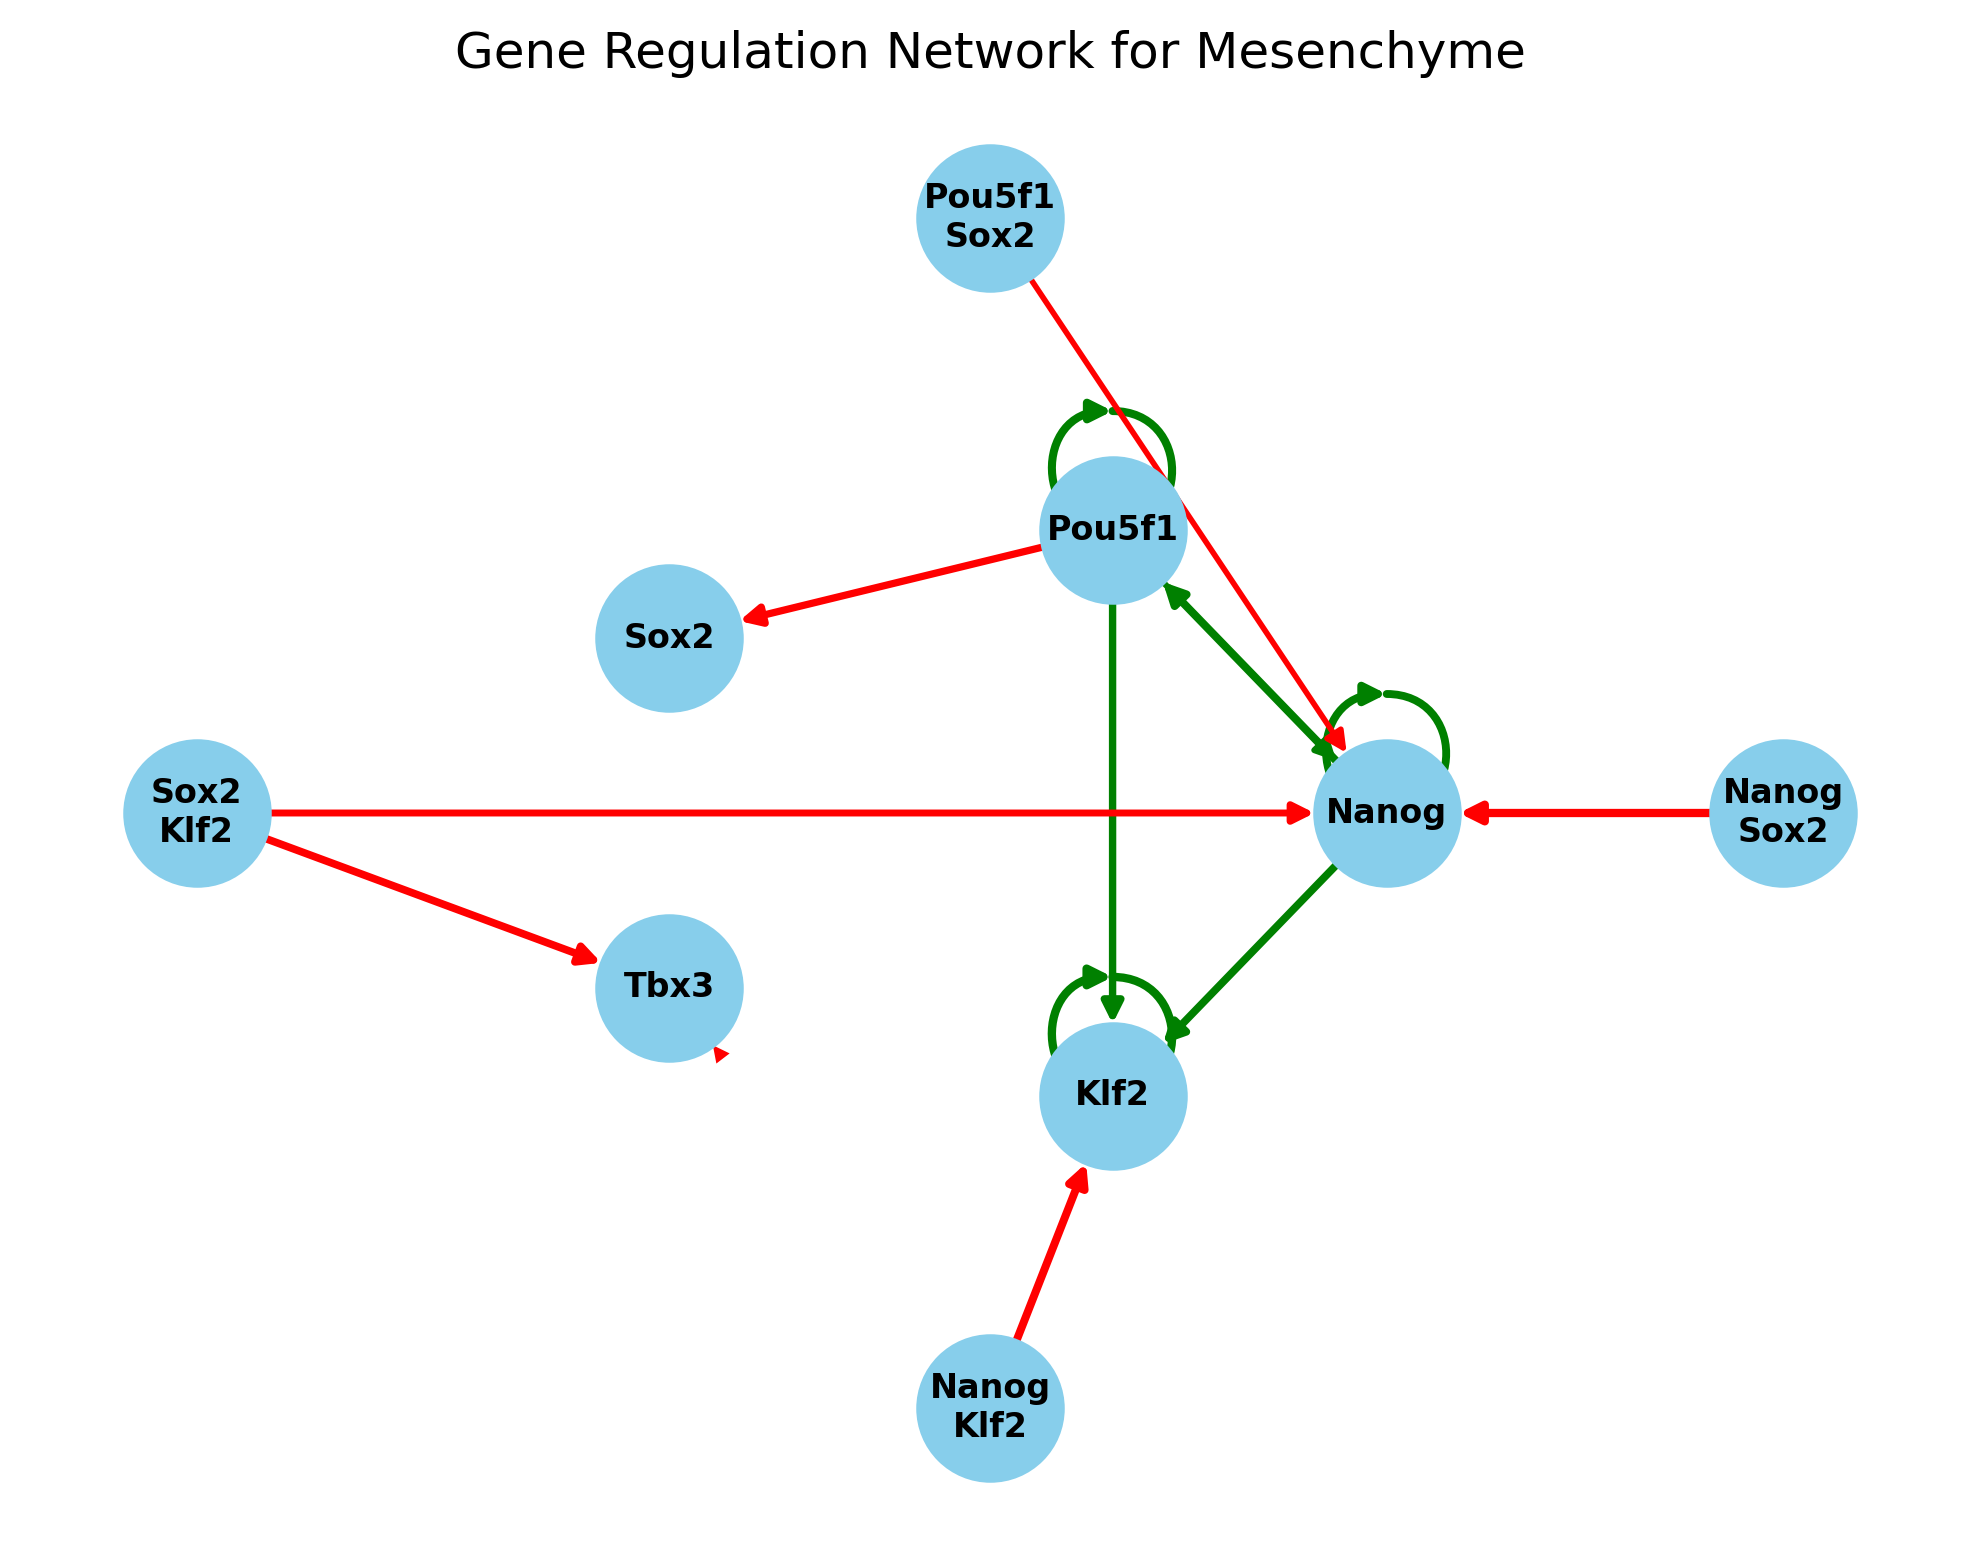 Gene Regulation Network for Mesenchyme
Pou5f1
Sox2
Pou5f1
Sox2
Sox2
Klf2
Nanog
Nanog
Sox2
Tbx3
Klf2
Nanog
Klf2